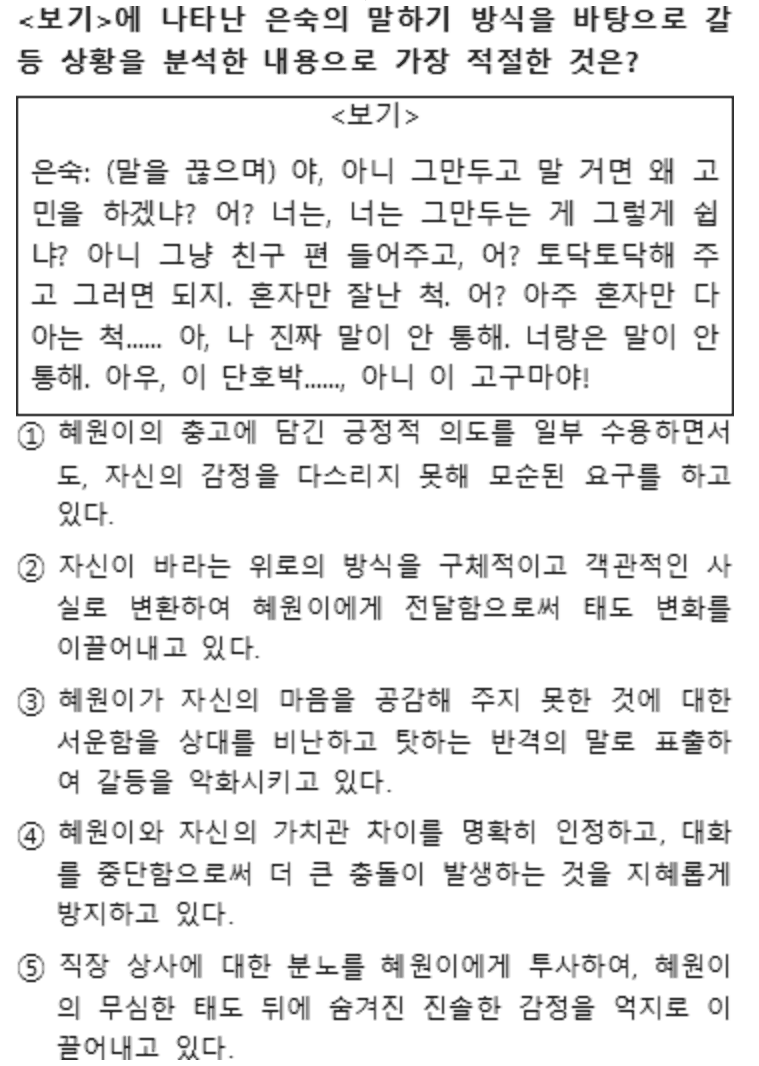 <보기>에 나타난 은숙의 말하기 방식을 바탕으로 갈
등 상황을 분석한 내용으로 가장 적절한 것은?
<보기>
은숙: (말을 끊으며) 야, 아니 그만두고 말 거면 왜 고
민을 하겠냐? 어? 너는, 너는 그만두는 게 그렇게 쉽
냐? 아니 그냥 친구 편 들어주고, 어? 토닥토닥해 주
고 그러면 되지. 혼자만 잘난 척. 어? 아주 혼자만 다
아는 척...... 아, 나 진짜 말이 안 통해. 너랑은 말이 안
통해. 아우, 이 단호박......, 아니 이 고구마야!
① 혜원이의 충고에 담긴 긍정적 의도를 일부 수용하면서
도, 자신의 감정을 다스리지 못해 모순된 요구를 하고
있다.
② 자신이 바라는 위로의 방식을 구체적이고 객관적인 사
실로 변환하여 혜원이에게 전달함으로써 태도 변화를
이끌어내고 있다.
③ 혜원이가 자신의 마음을 공감해 주지 못한 것에 대한
서운함을 상대를 비난하고 탓하는 반격의 말로 표출하
여 갈등을 악화시키고 있다.
④ 혜원이와 자신의 가치관 차이를 명확히 인정하고, 대화
를 중단함으로써 더 큰 충돌이 발생하는 것을 지혜롭게
방지하고 있다.
⑤ 직장 상사에 대한 분노를 혜원이에게 투사하여, 혜원이
의 무심한 태도 뒤에 숨겨진 진솔한 감정을 억지로 이
끌어내고 있다.